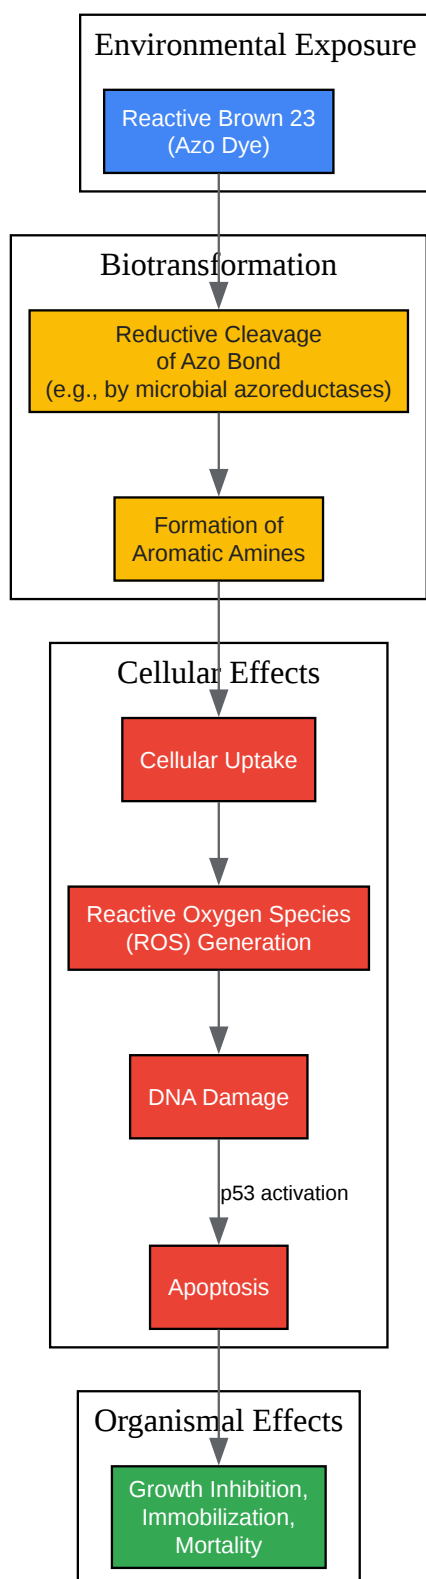 Environmental Exposure
Reactive Brown 23
(Azo Dye)
Biotransformation
Reductive Cleavage
of Azo Bond
(e.g., by microbial azoreductases)
Formation of
Aromatic Amines
Cellular Effects
Cellular Uptake
Reactive Oxygen Species
(ROS) Generation
DNA Damage
p53 activation
Apoptosis
Organismal Effects
Growth Inhibition,
Immobilization,
Mortality